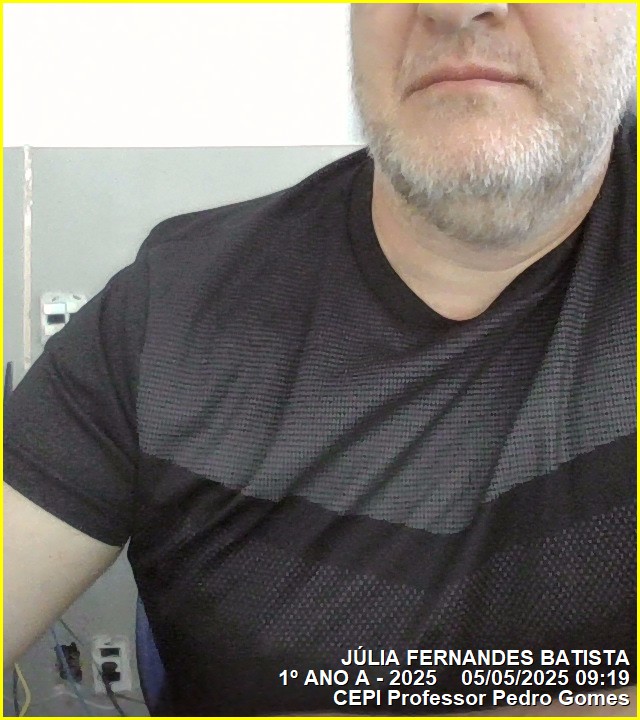 JÚLIA FERNANDES BATISTA
1º ANO A - 2025 05/05/2025 09:19
CEPI Professor Pedro Gomes